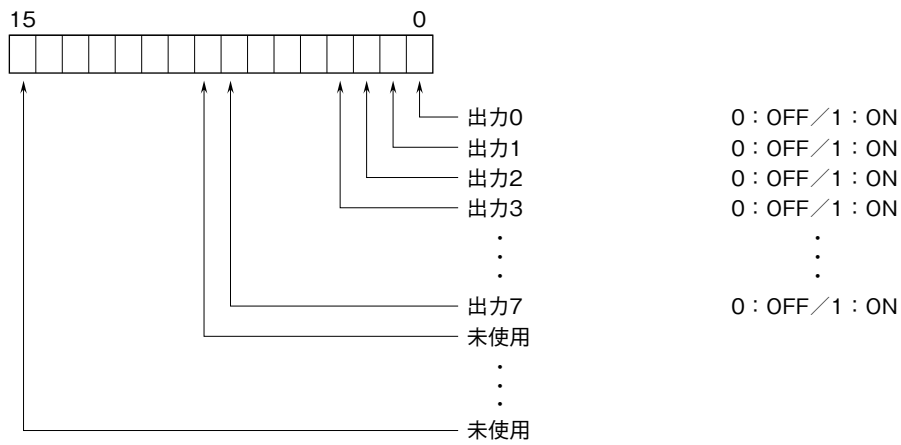 15 0
出力0 0：OFF／1：ON
出力1 0：OFF／1：ON
出力2 0：OFF／1：ON
出力3 0：OFF／1：ON
・ ・
・ ・
・ ・
出力7 0：OFF／1：ON
未使用
・
・
・
未使用